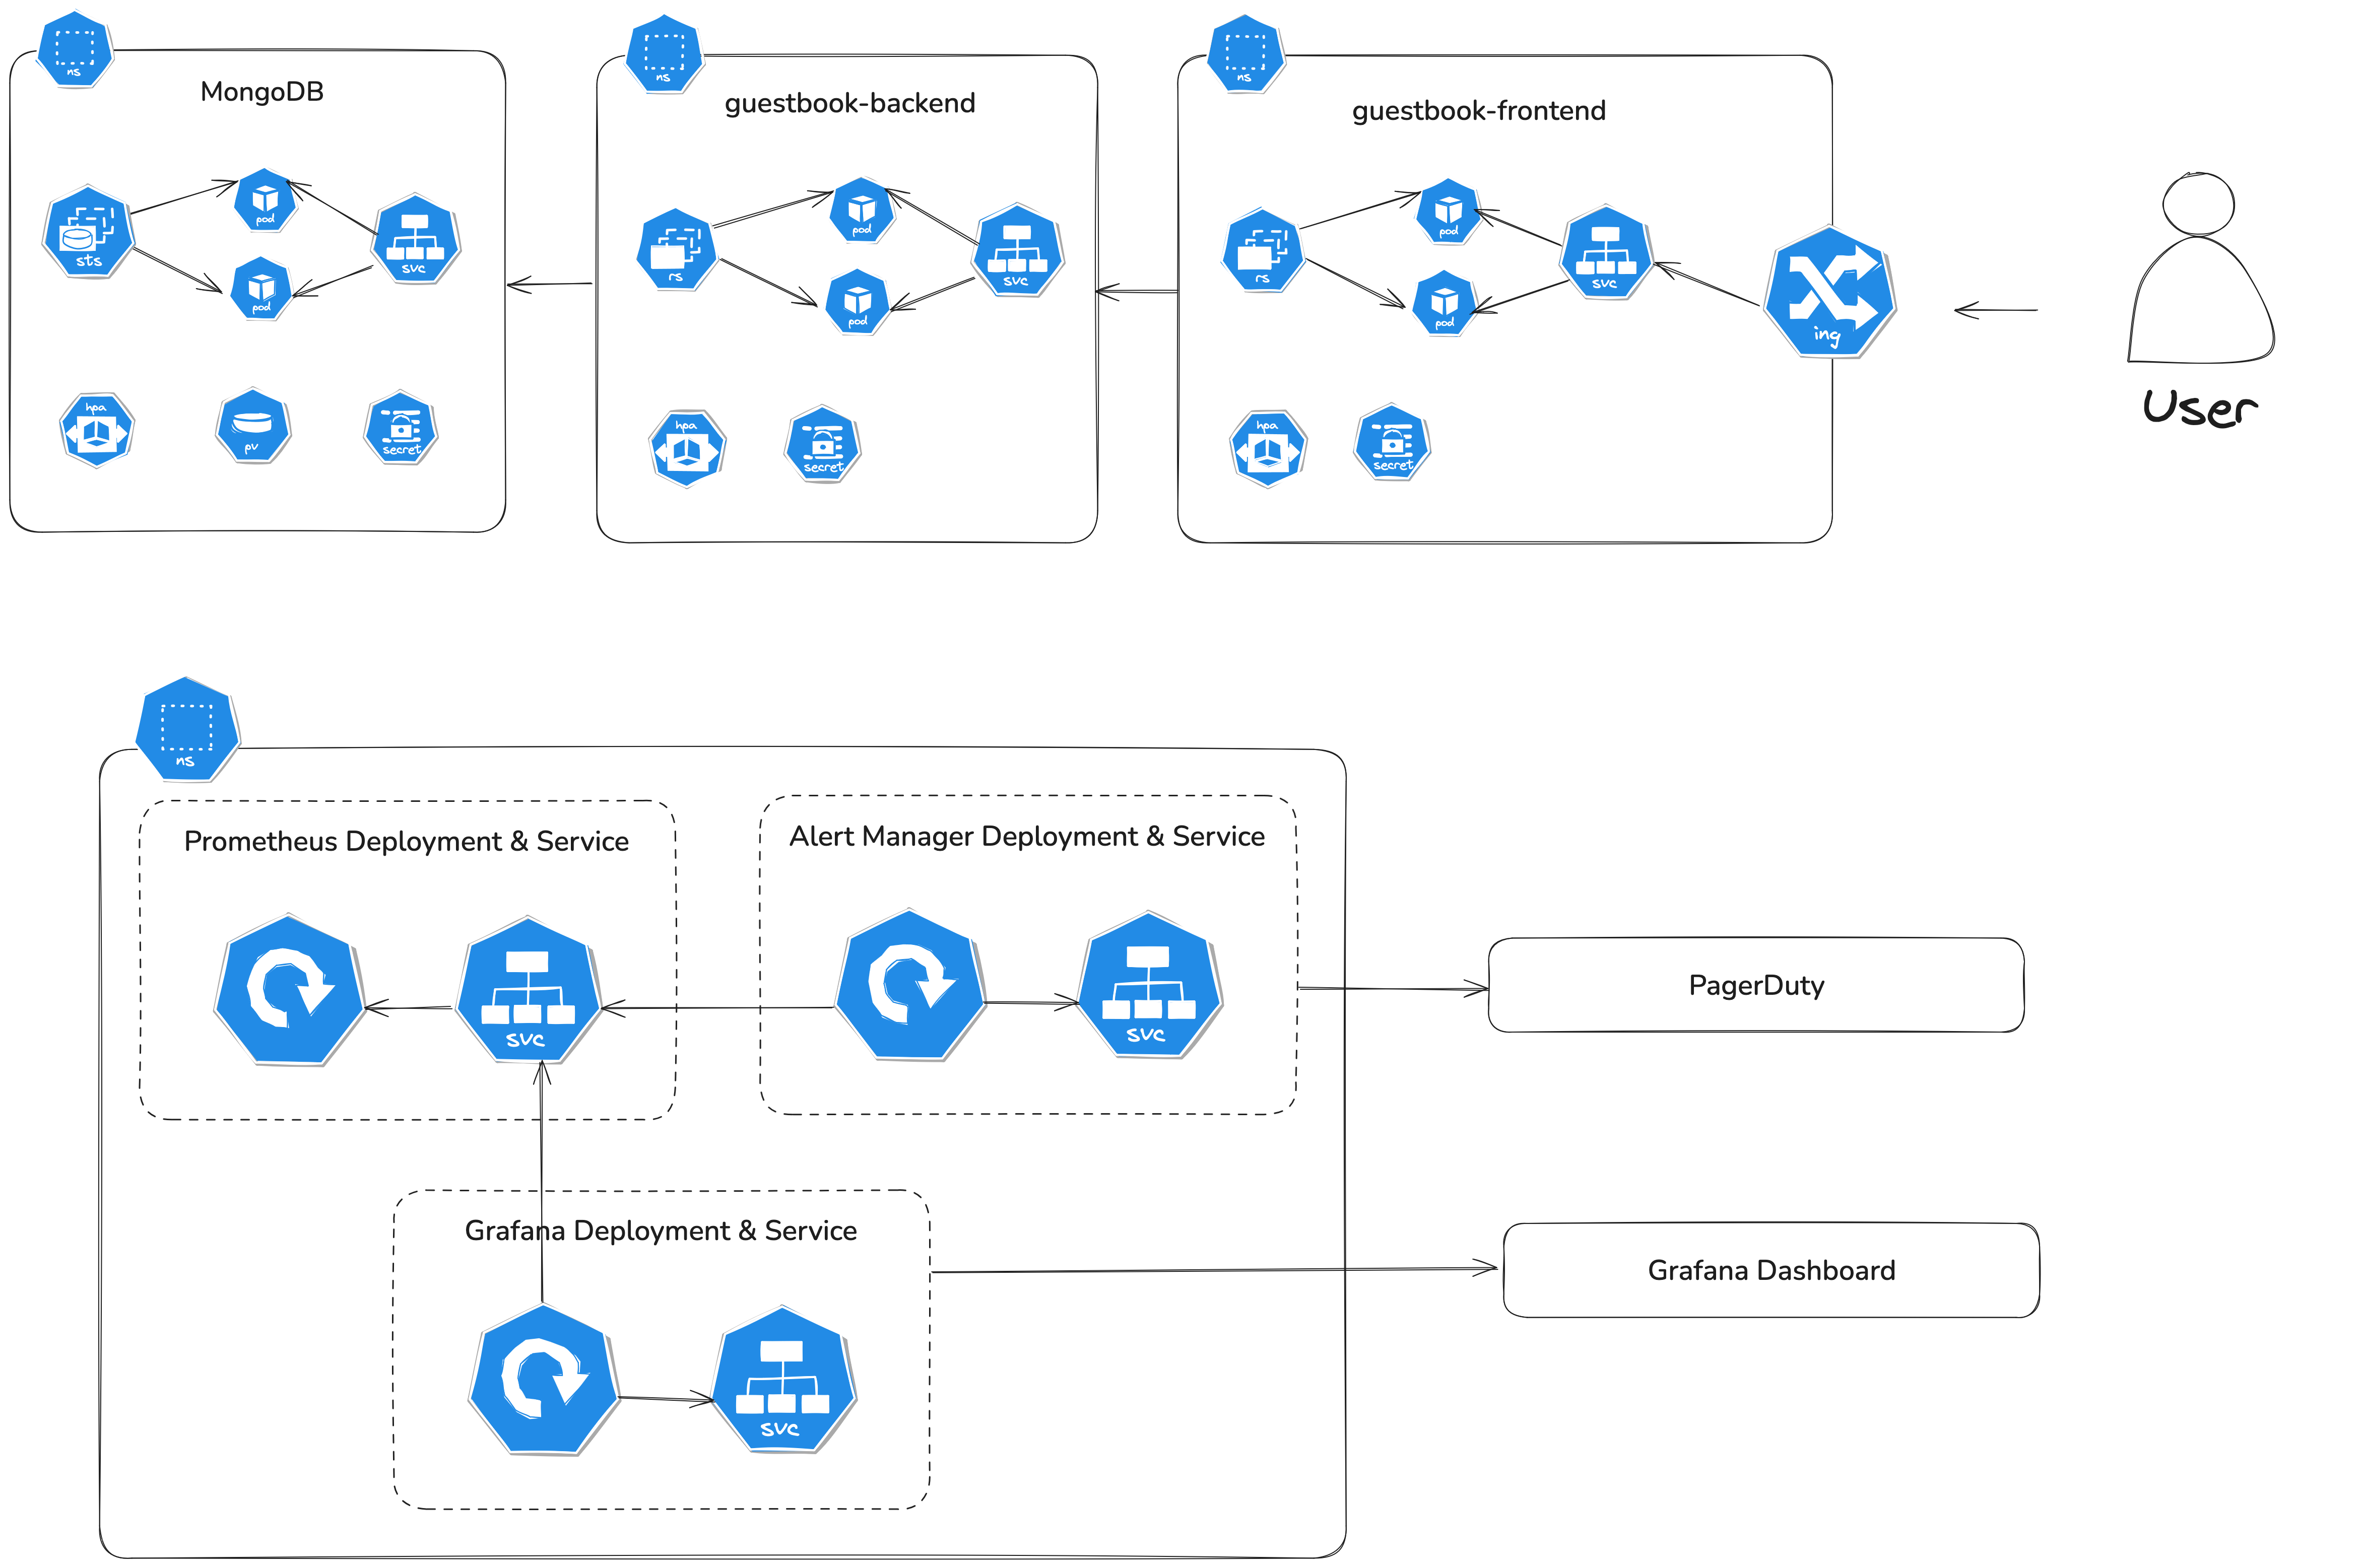 ns
MongoDB
sts
pod
pod
svc
hpa
pv
secret
ns
guestbook-backend
rs
pod
pod
svc
hpa
secret
ns
guestbook-frontend
rs
pod
pod
svc
ing
hpa
secret
User
ns
Prometheus Deployment & Service
svc
Alert Manager Deployment & Service
svc
PagerDuty
Grafana Deployment & Service
svc
Grafana Dashboard